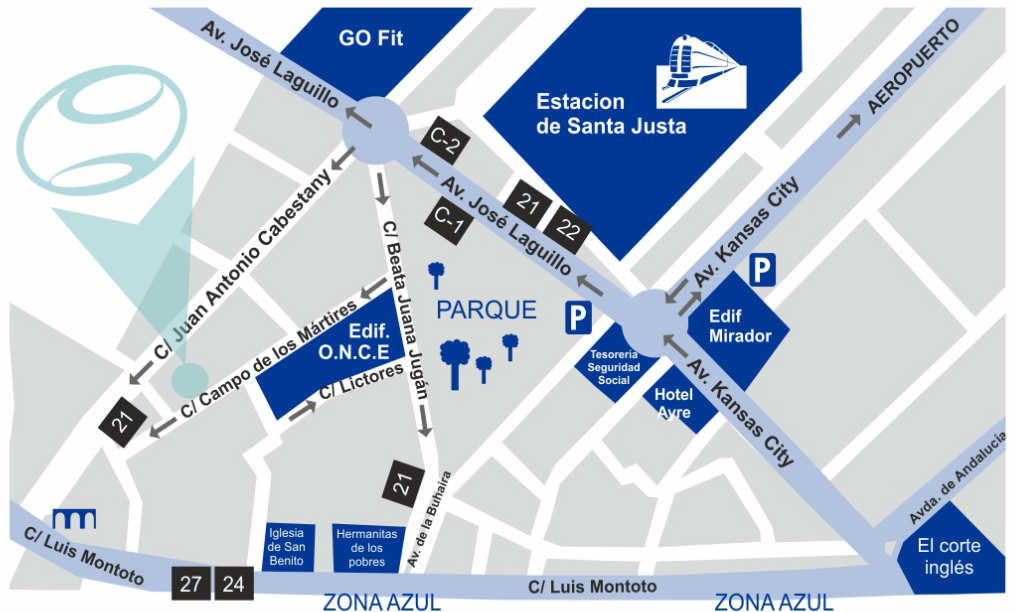 GO Fit
Av. José Laguillo
Estacion
de Santa Justa
AEROPUERTO
C-2
Av. José Laguillo
C-1
21
22
Av. Kansas City
P
C/ Juan Antonio Cabestany
C/ Beata Juana Jugán
PARQUE
P
Edif
Mirador
C/ Campo de los Mártires
Edif.
O.N.C.E
C/ Lictores
Tesoreria
Seguridad
Social
Hotel
Ayre
Av. Kansas City
21
21
Av. de la Buhaira
Avda. de Andalucía
C/ Luis Montoto
Iglesia
de San
Benito
Hermanitas
de los
pobres
El corte
inglés
27
24
C/ Luis Montoto
ZONA AZUL
ZONA AZUL